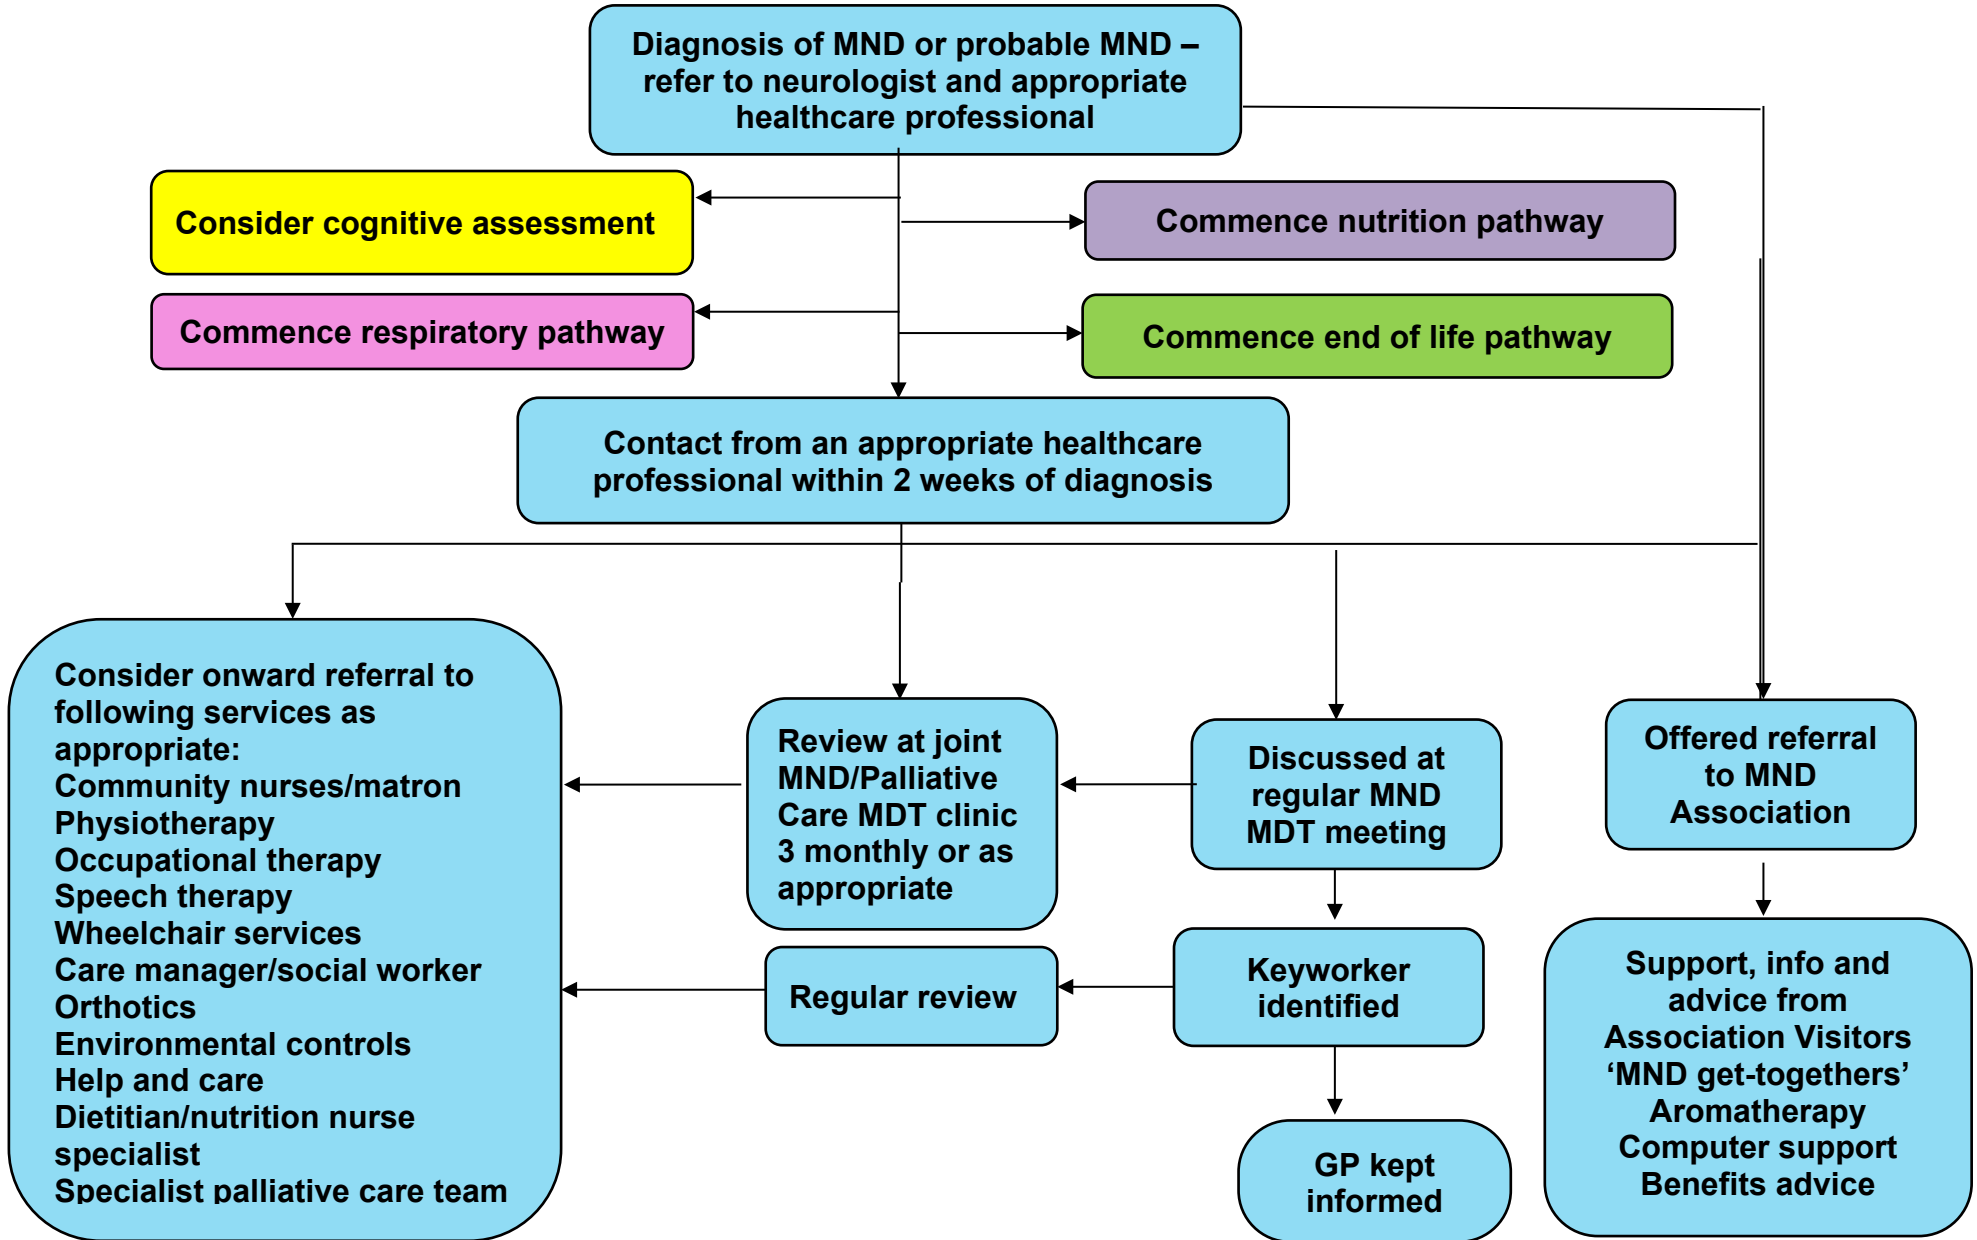 Diagnosis of MND or probable MND –
refer to neurologist and appropriate
healthcare professional
Consider cognitive assessment
Commence nutrition pathway
Commence respiratory pathway
Commence end of life pathway
Contact from an appropriate healthcare
professional within 2 weeks of diagnosis
Consider onward referral to
following services as
appropriate:
Community nurses/matron
Physiotherapy
Occupational therapy
Speech therapy
Wheelchair services
Care manager/social worker
Orthotics
Environmental controls
Help and care
Dietitian/nutrition nurse
specialist
Specialist palliative care team
Review at joint
MND/Palliative
Care MDT clinic
3 monthly or as
appropriate
Discussed at
regular MND
MDT meeting
Offered referral
to MND
Association
Regular review
Keyworker
identified
GP kept
informed
Support, info and
advice from
Association Visitors
‘MND get-togethers’
Aromatherapy
Computer support
Benefits advice